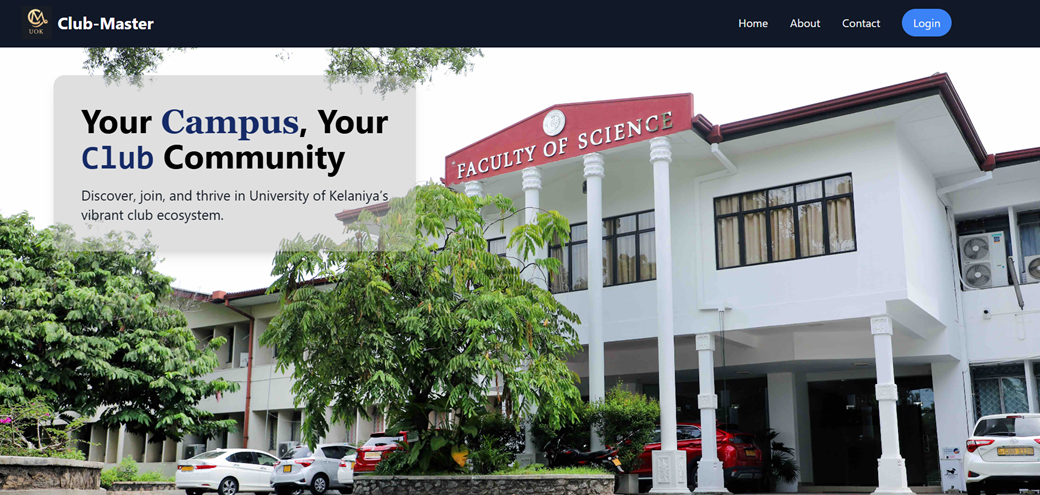 UOK
Club-Master
Home
About
Contact
Login
Your Campus, Your
Club Community
Discover, join, and thrive in University of Kelaniya's
vibrant club ecosystem.
FACULTY OF SCIENCE